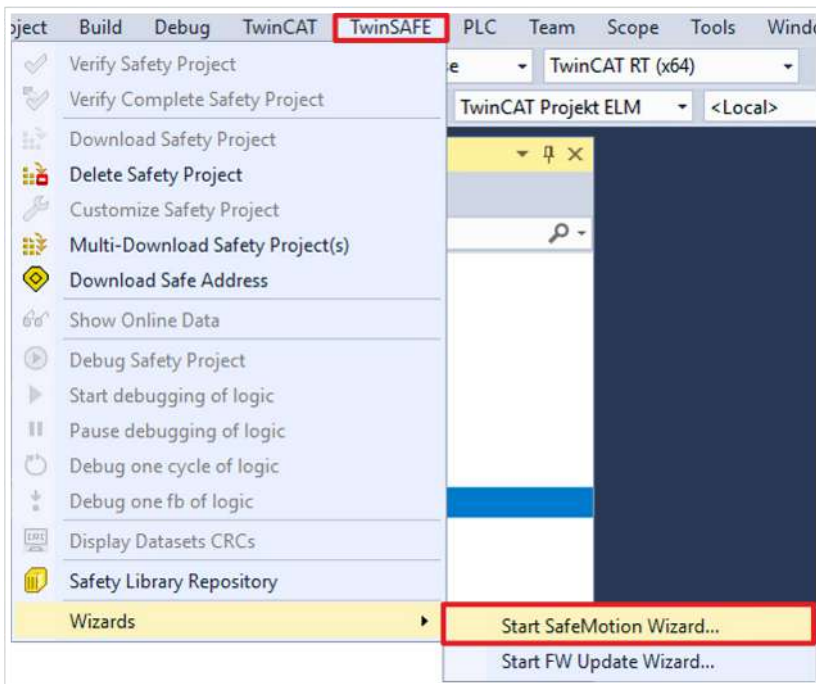 Build Debug TwinCAT TwinSAFE PLC Team Scope Tools
Verify Safety Project
TwinCAT RT (x64)
Verify Complete Safety Project
TwinCAT Projekt ELM <Local>
Download Safety Project
Delete Safety Project
Customize Safety Project
Multi-Download Safety Project(s)
Download Safe Address
Show Online Data
Debug Safety Project
Start debugging of logic
Pause debugging of logic
Debug one cycle of logic
Debug one fb of logic
Display Datasets CRCs
Safety Library Repository
Wizards
Start SafeMotion Wizard...
Start FW Update Wizard...